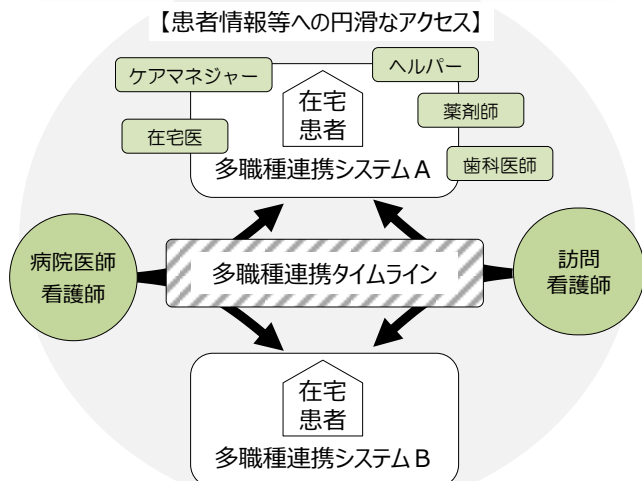 【患者情報等への円滑なアクセス】
ケアマネジャー
ヘルパー
在宅
患者
薬剤師
在宅医
歯科医師
多職種連携システムA
病院医師
看護師
多職種連携タイムライン
訪問
看護師
在宅
患者
多職種連携システムB